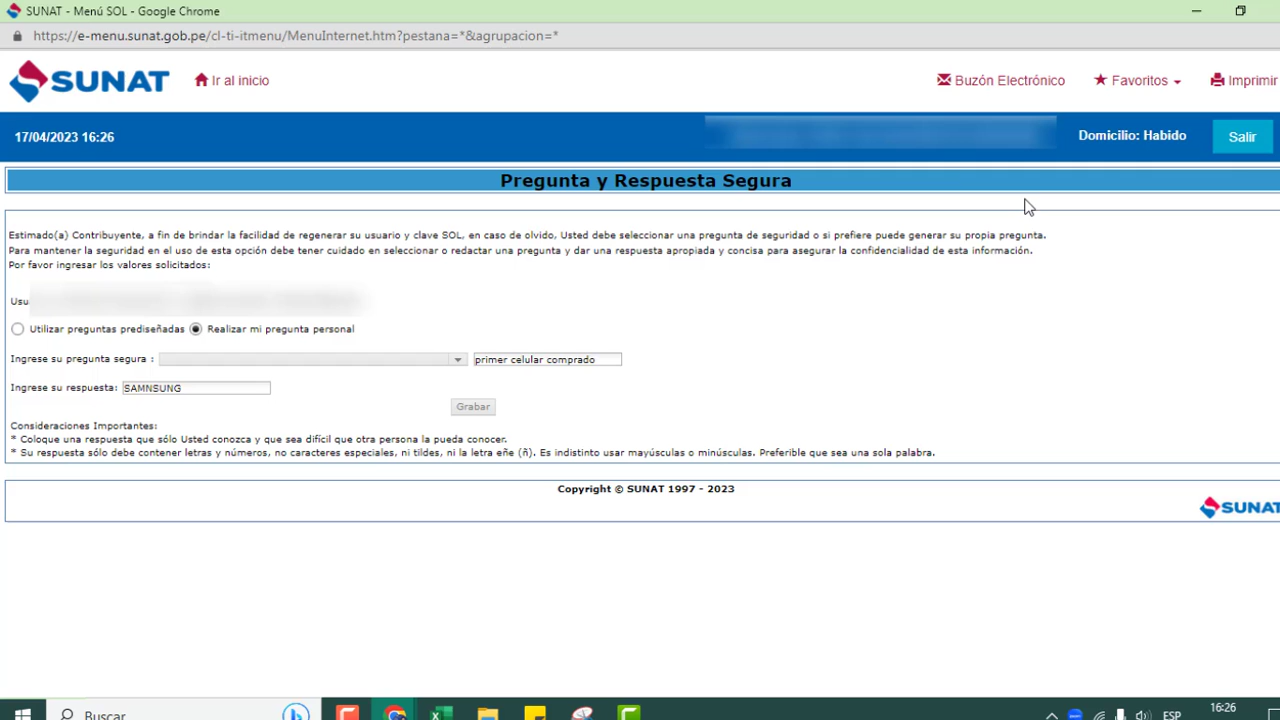 SUNAT - Menú SOL - Google Chrome
https://e-menu.sunat.gob.pe/cl-ti-itmenu/MenuInternet.htm?pestana=*&agrupacion=*
SUNAT Ir al inicio Buzón Electrónico Favoritos Imprimir
17/04/2023 16:26 Domicilio: Habido Salir
Pregunta y Respuesta Segura
Estimado(a) Contribuyente, a fin de brindar la facilidad de regenerar su usuario y clave SOL, en caso de olvido, Usted debe seleccionar una pregunta de seguridad o si prefiere puede generar su propia pregunta.
Para mantener la seguridad en el uso de esta opción debe tener cuidado en seleccionar o redactar una pregunta y dar una respuesta apropiada y concisa para asegurar la confidencialidad de esta información.
Por favor ingresar los valores solicitados:
Usu
Utilizar preguntas prediseñadas Realizar mi pregunta personal
Ingrese su pregunta segura : primer celular comprado
Ingrese su respuesta: SAMNSUNG
Grabar
Consideraciones Importantes:
* Coloque una respuesta que sólo Usted conozca y que sea difícil que otra persona la pueda conocer.
* Su respuesta sólo debe contener letras y números, no caracteres especiales, ni tildes, ni la letra eñe (ñ). Es indistinto usar mayúsculas o minúsculas. Preferible que sea una sola palabra.
Copyright © SUNAT 1997 - 2023
SUNAT
Buscar ESP 16:26